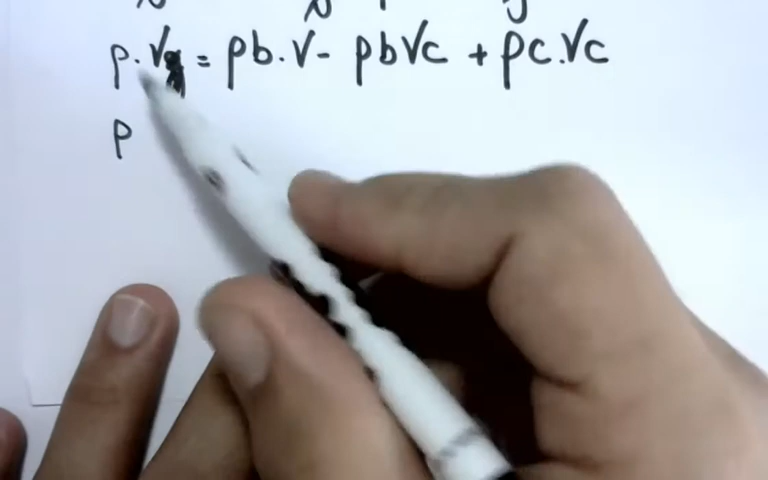 p.V = pb.V - pbVc + pc.Vc
p